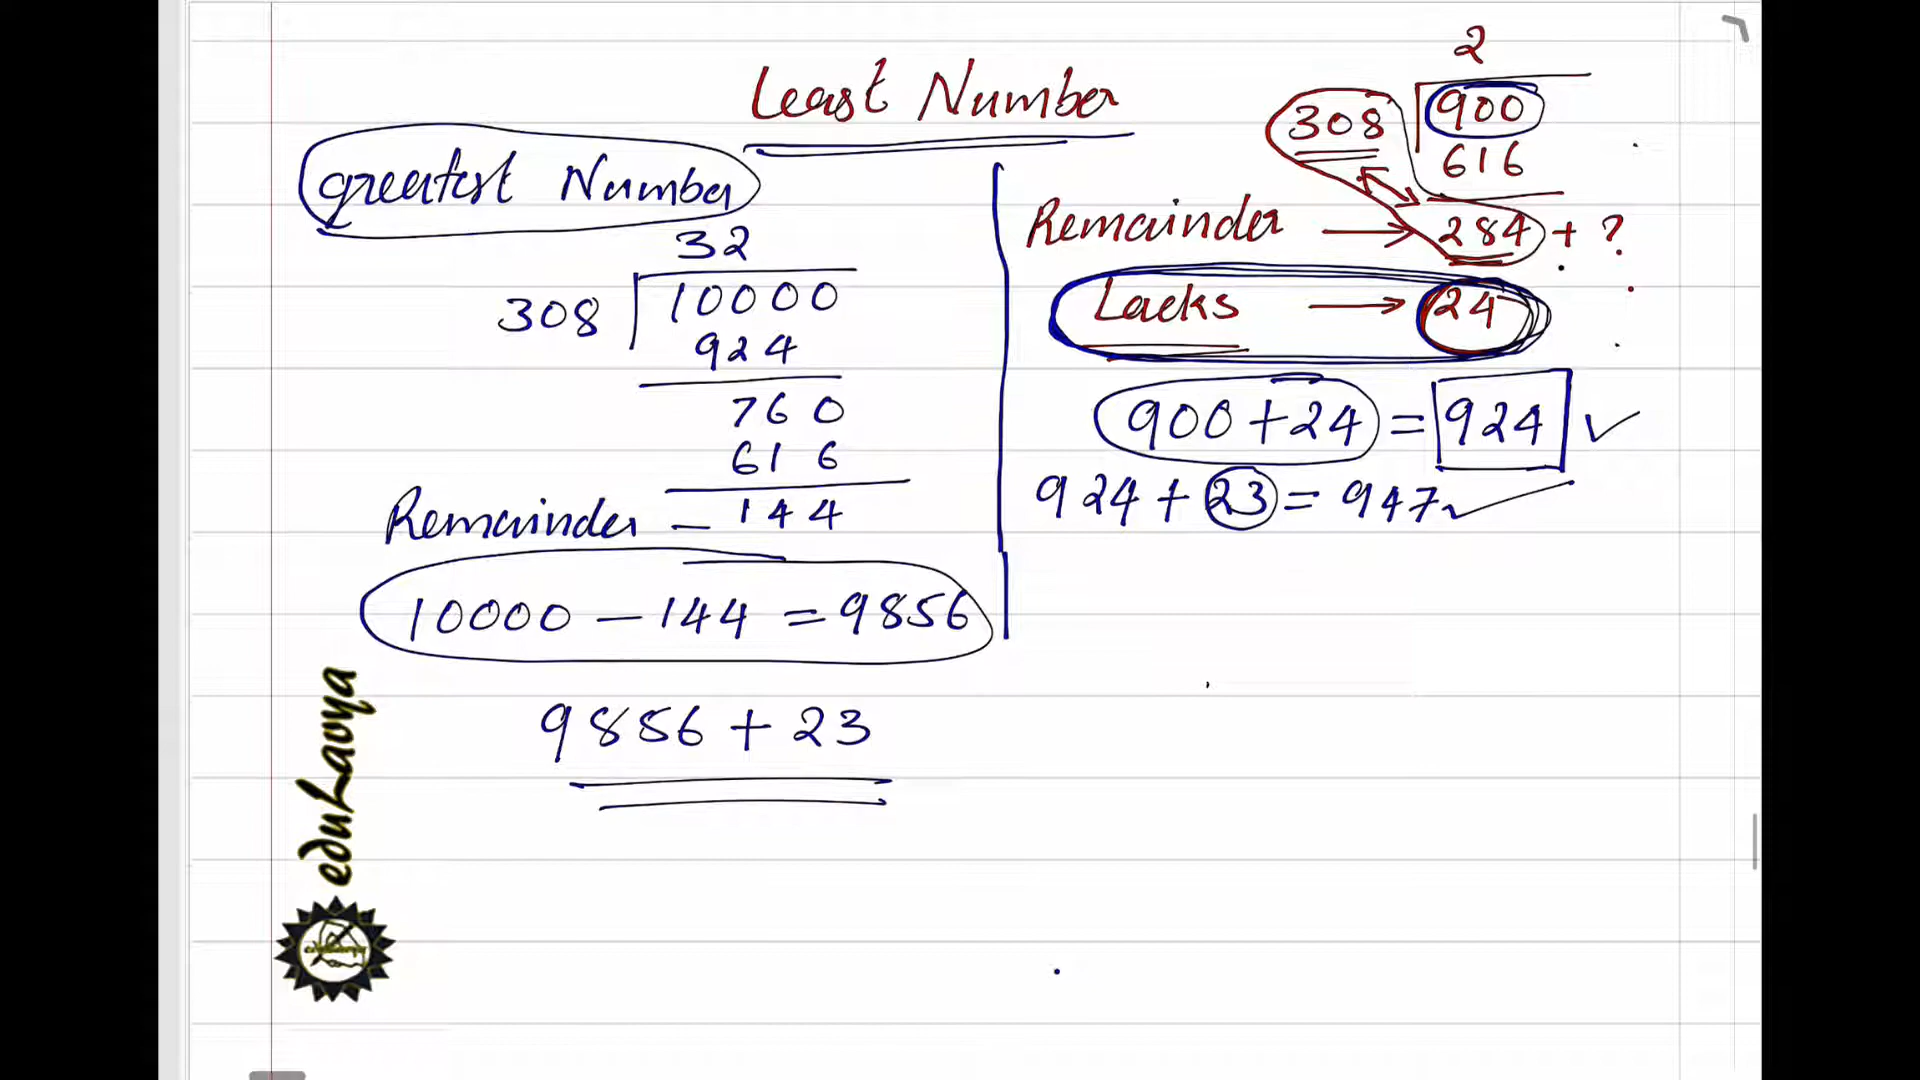 Least Number
greatest Number
32
308 10000
924
760
616
Remainder - 144
10000 - 144 = 9856
9856 + 23
2
308 900
616
Remainder → 284 + ?
Lacks → 24
900 + 24 = 924 ✓
924 + 23 = 947 ✓
eduLavya